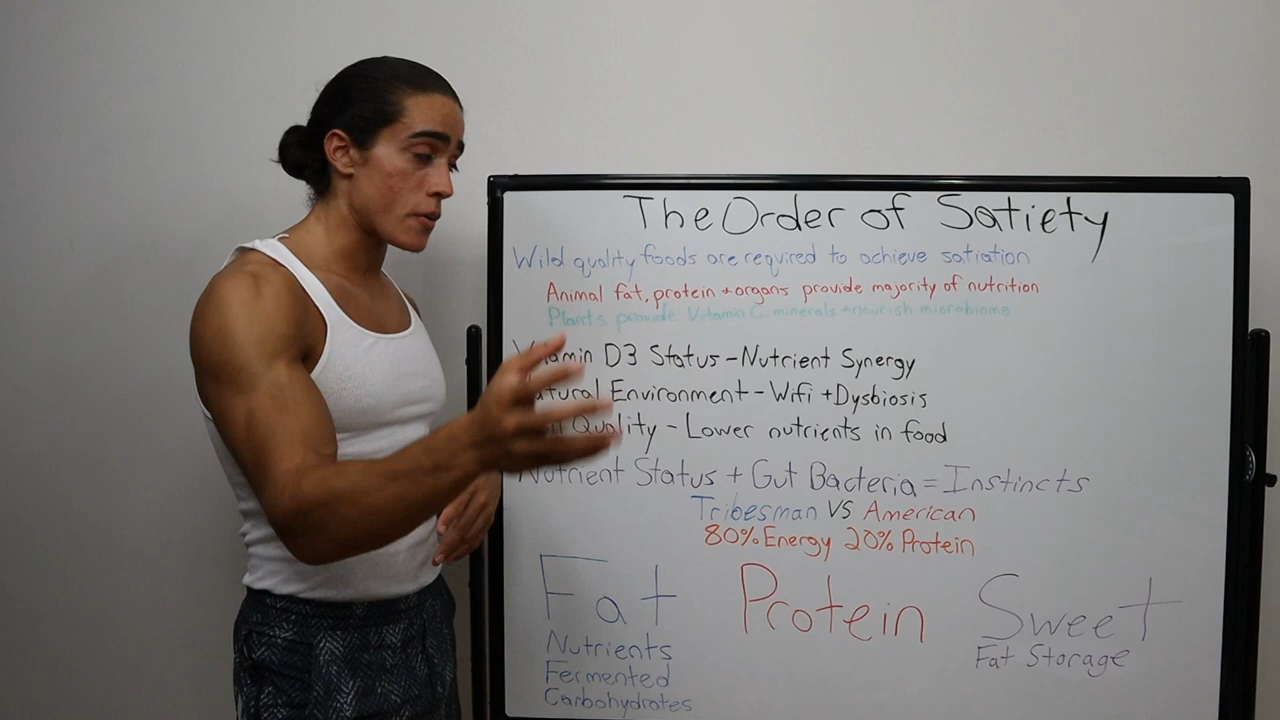 The Order of Satiety
Wild quality foods are required to achieve satiation
Animal fat, protein + organs provide majority of nutrition
Plants provide Vitamin C, minerals + nourish microbiome
Vitamin D3 Status - Nutrient Synergy
Environment - Wifi + Dysbiosis
Quality - Lower nutrients in food
Nutrient Status + Gut Bacteria = Instincts
Tribesman VS American
80% Energy 20% Protein
Fat Protein Sweet
Nutrients Fat Storage
Fermented
Carbohydrates